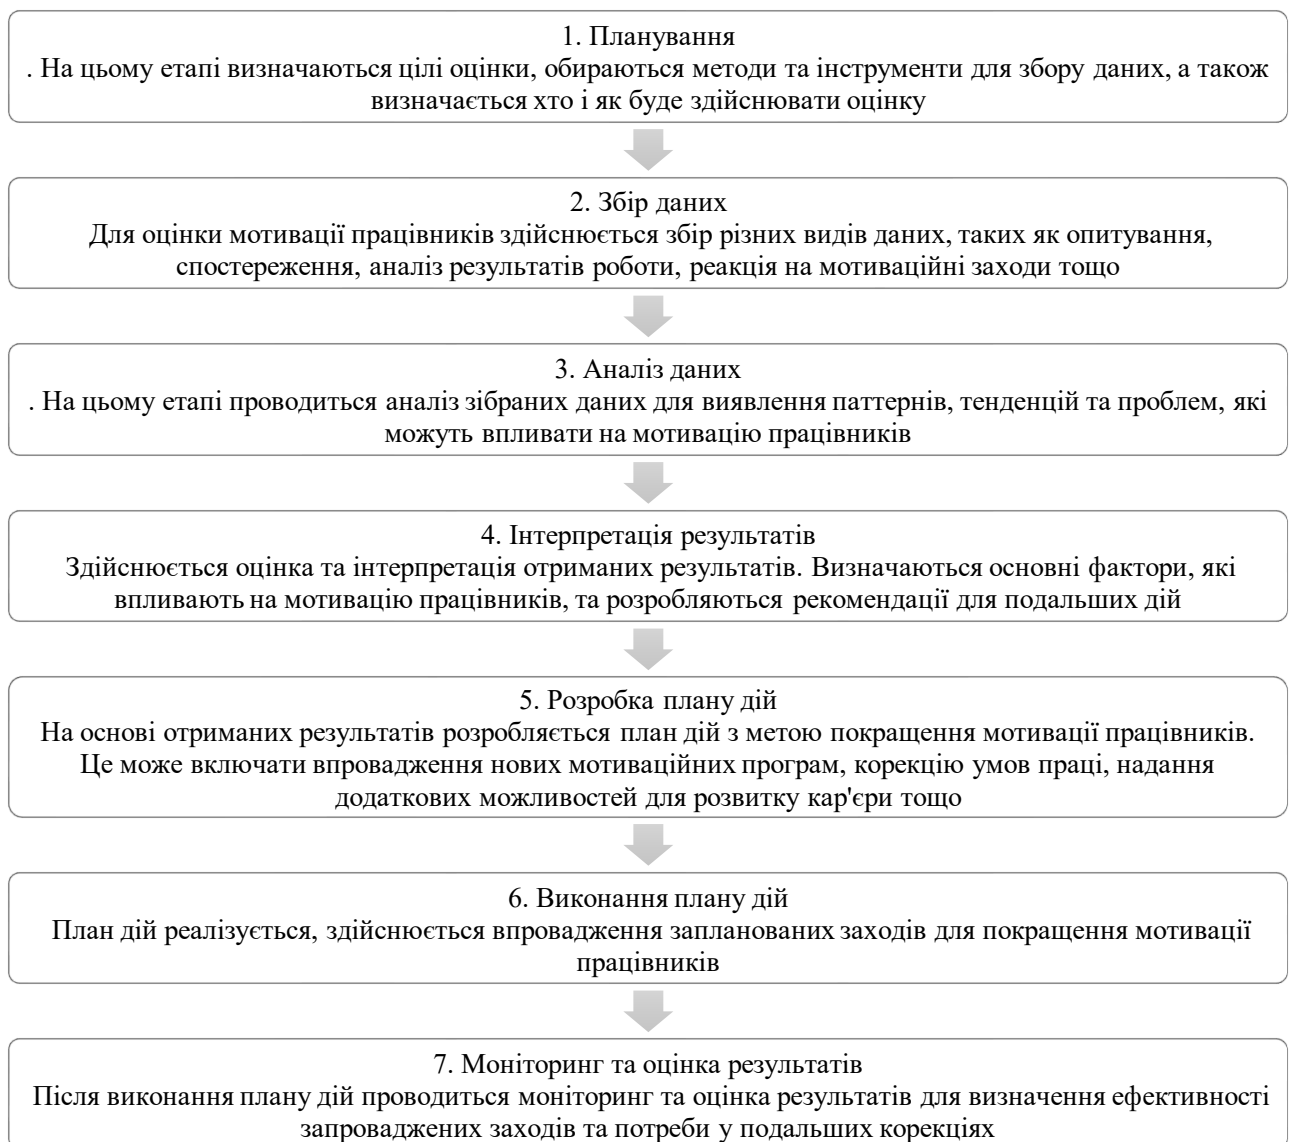 1. Планування
. На цьому етапі визначаються цілі оцінки, обираються методи та інструменти для збору даних, а також
визначається хто і як буде здійснювати оцінку
2. Збір даних
Для оцінки мотивації працівників здійснюється збір різних видів даних, таких як опитування,
спостереження, аналіз результатів роботи, реакція на мотиваційні заходи тощо
3. Аналіз даних
. На цьому етапі проводиться аналіз зібраних даних для виявлення паттернів, тенденцій та проблем, які
можуть впливати на мотивацію працівників
4. Інтерпретація результатів
Здійснюється оцінка та інтерпретація отриманих результатів. Визначаються основні фактори, які
впливають на мотивацію працівників, та розробляються рекомендації для подальших дій
5. Розробка плану дій
На основі отриманих результатів розробляється план дій з метою покращення мотивації працівників.
Це може включати впровадження нових мотиваційних програм, корекцію умов праці, надання
додаткових можливостей для розвитку кар'єри тощо
6. Виконання плану дій
План дій реалізується, здійснюється впровадження запланованих заходів для покращення мотивації
працівників
7. Моніторинг та оцінка результатів
Після виконання плану дій проводиться моніторинг та оцінка результатів для визначення ефективності
запроваджених заходів та потреби у подальших корекціях